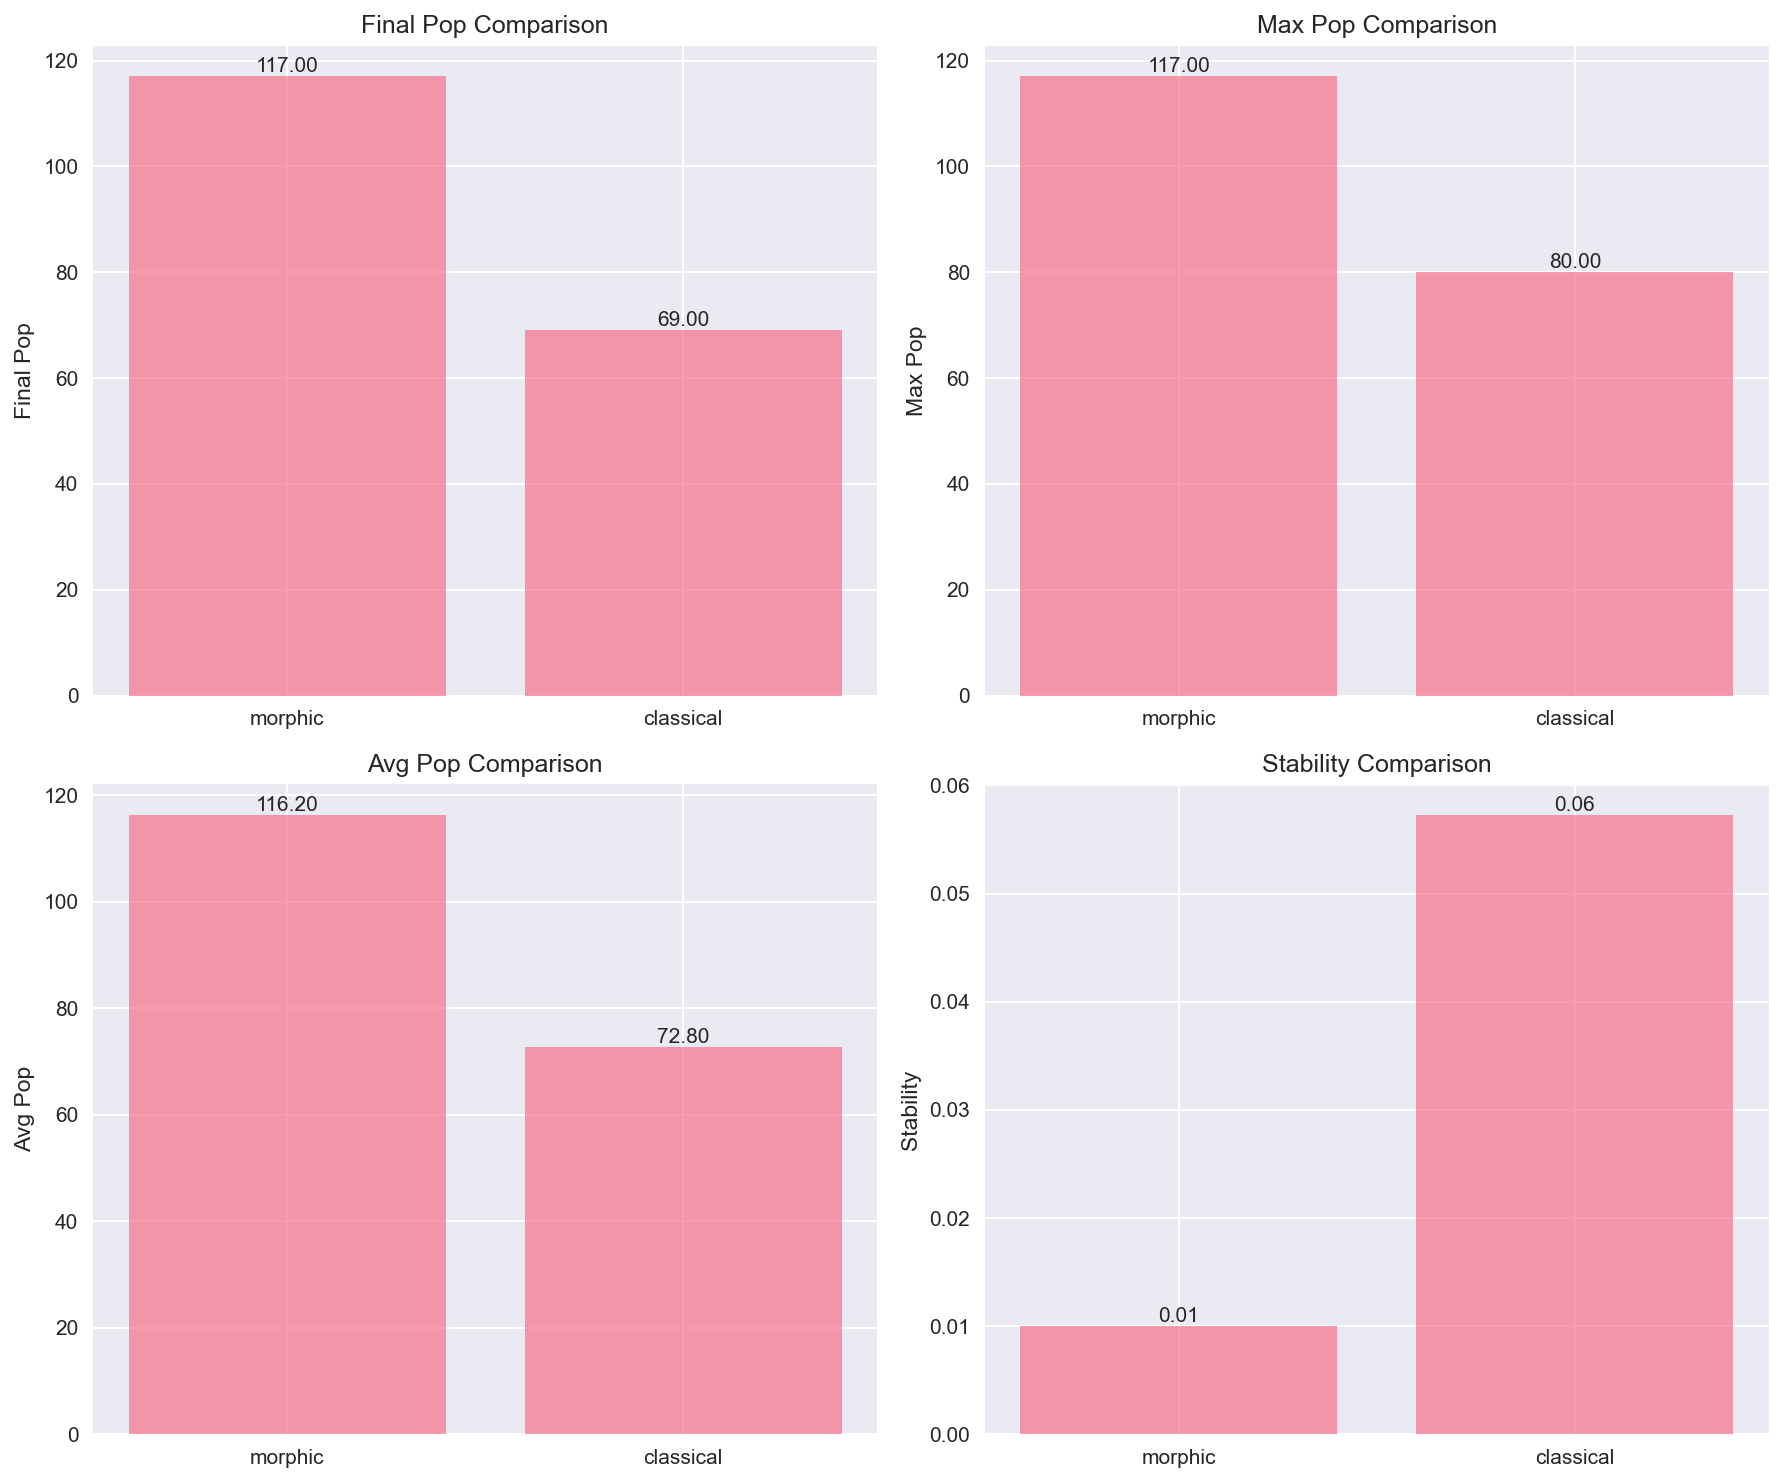 Final Pop Comparison
Final Pop
120
100
80
60
40
20
0
117.00
69.00
morphic
classical
Max Pop Comparison
Max Pop
120
100
80
60
40
20
0
117.00
80.00
morphic
classical
Avg Pop Comparison
Avg Pop
120
100
80
60
40
20
0
116.20
72.80
morphic
classical
Stability Comparison
Stability
0.06
0.05
0.04
0.03
0.02
0.01
0.00
0.01
0.06
morphic
classical